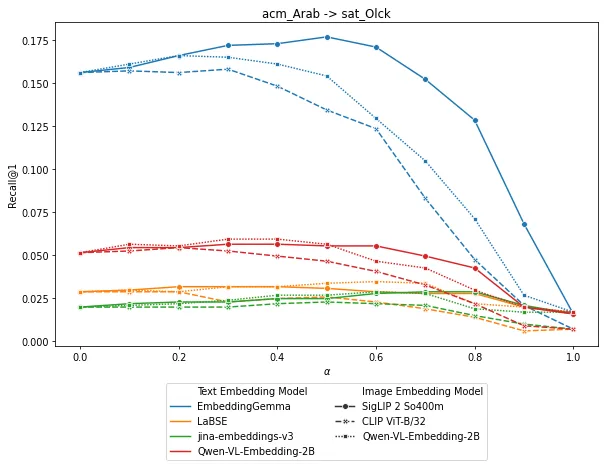 acm_Arab -> sat_Olck
0.175
0.150
0.125
0.100
0.075
0.050
0.025
0.000
Recall@1
0.0 0.2 0.4 0.6 0.8 1.0
α
Text Embedding Model
EmbeddingGemma
LaBSE
jina-embeddings-v3
Qwen-VL-Embedding-2B
Image Embedding Model
SigLIP 2 So400m
CLIP ViT-B/32
Qwen-VL-Embedding-2B